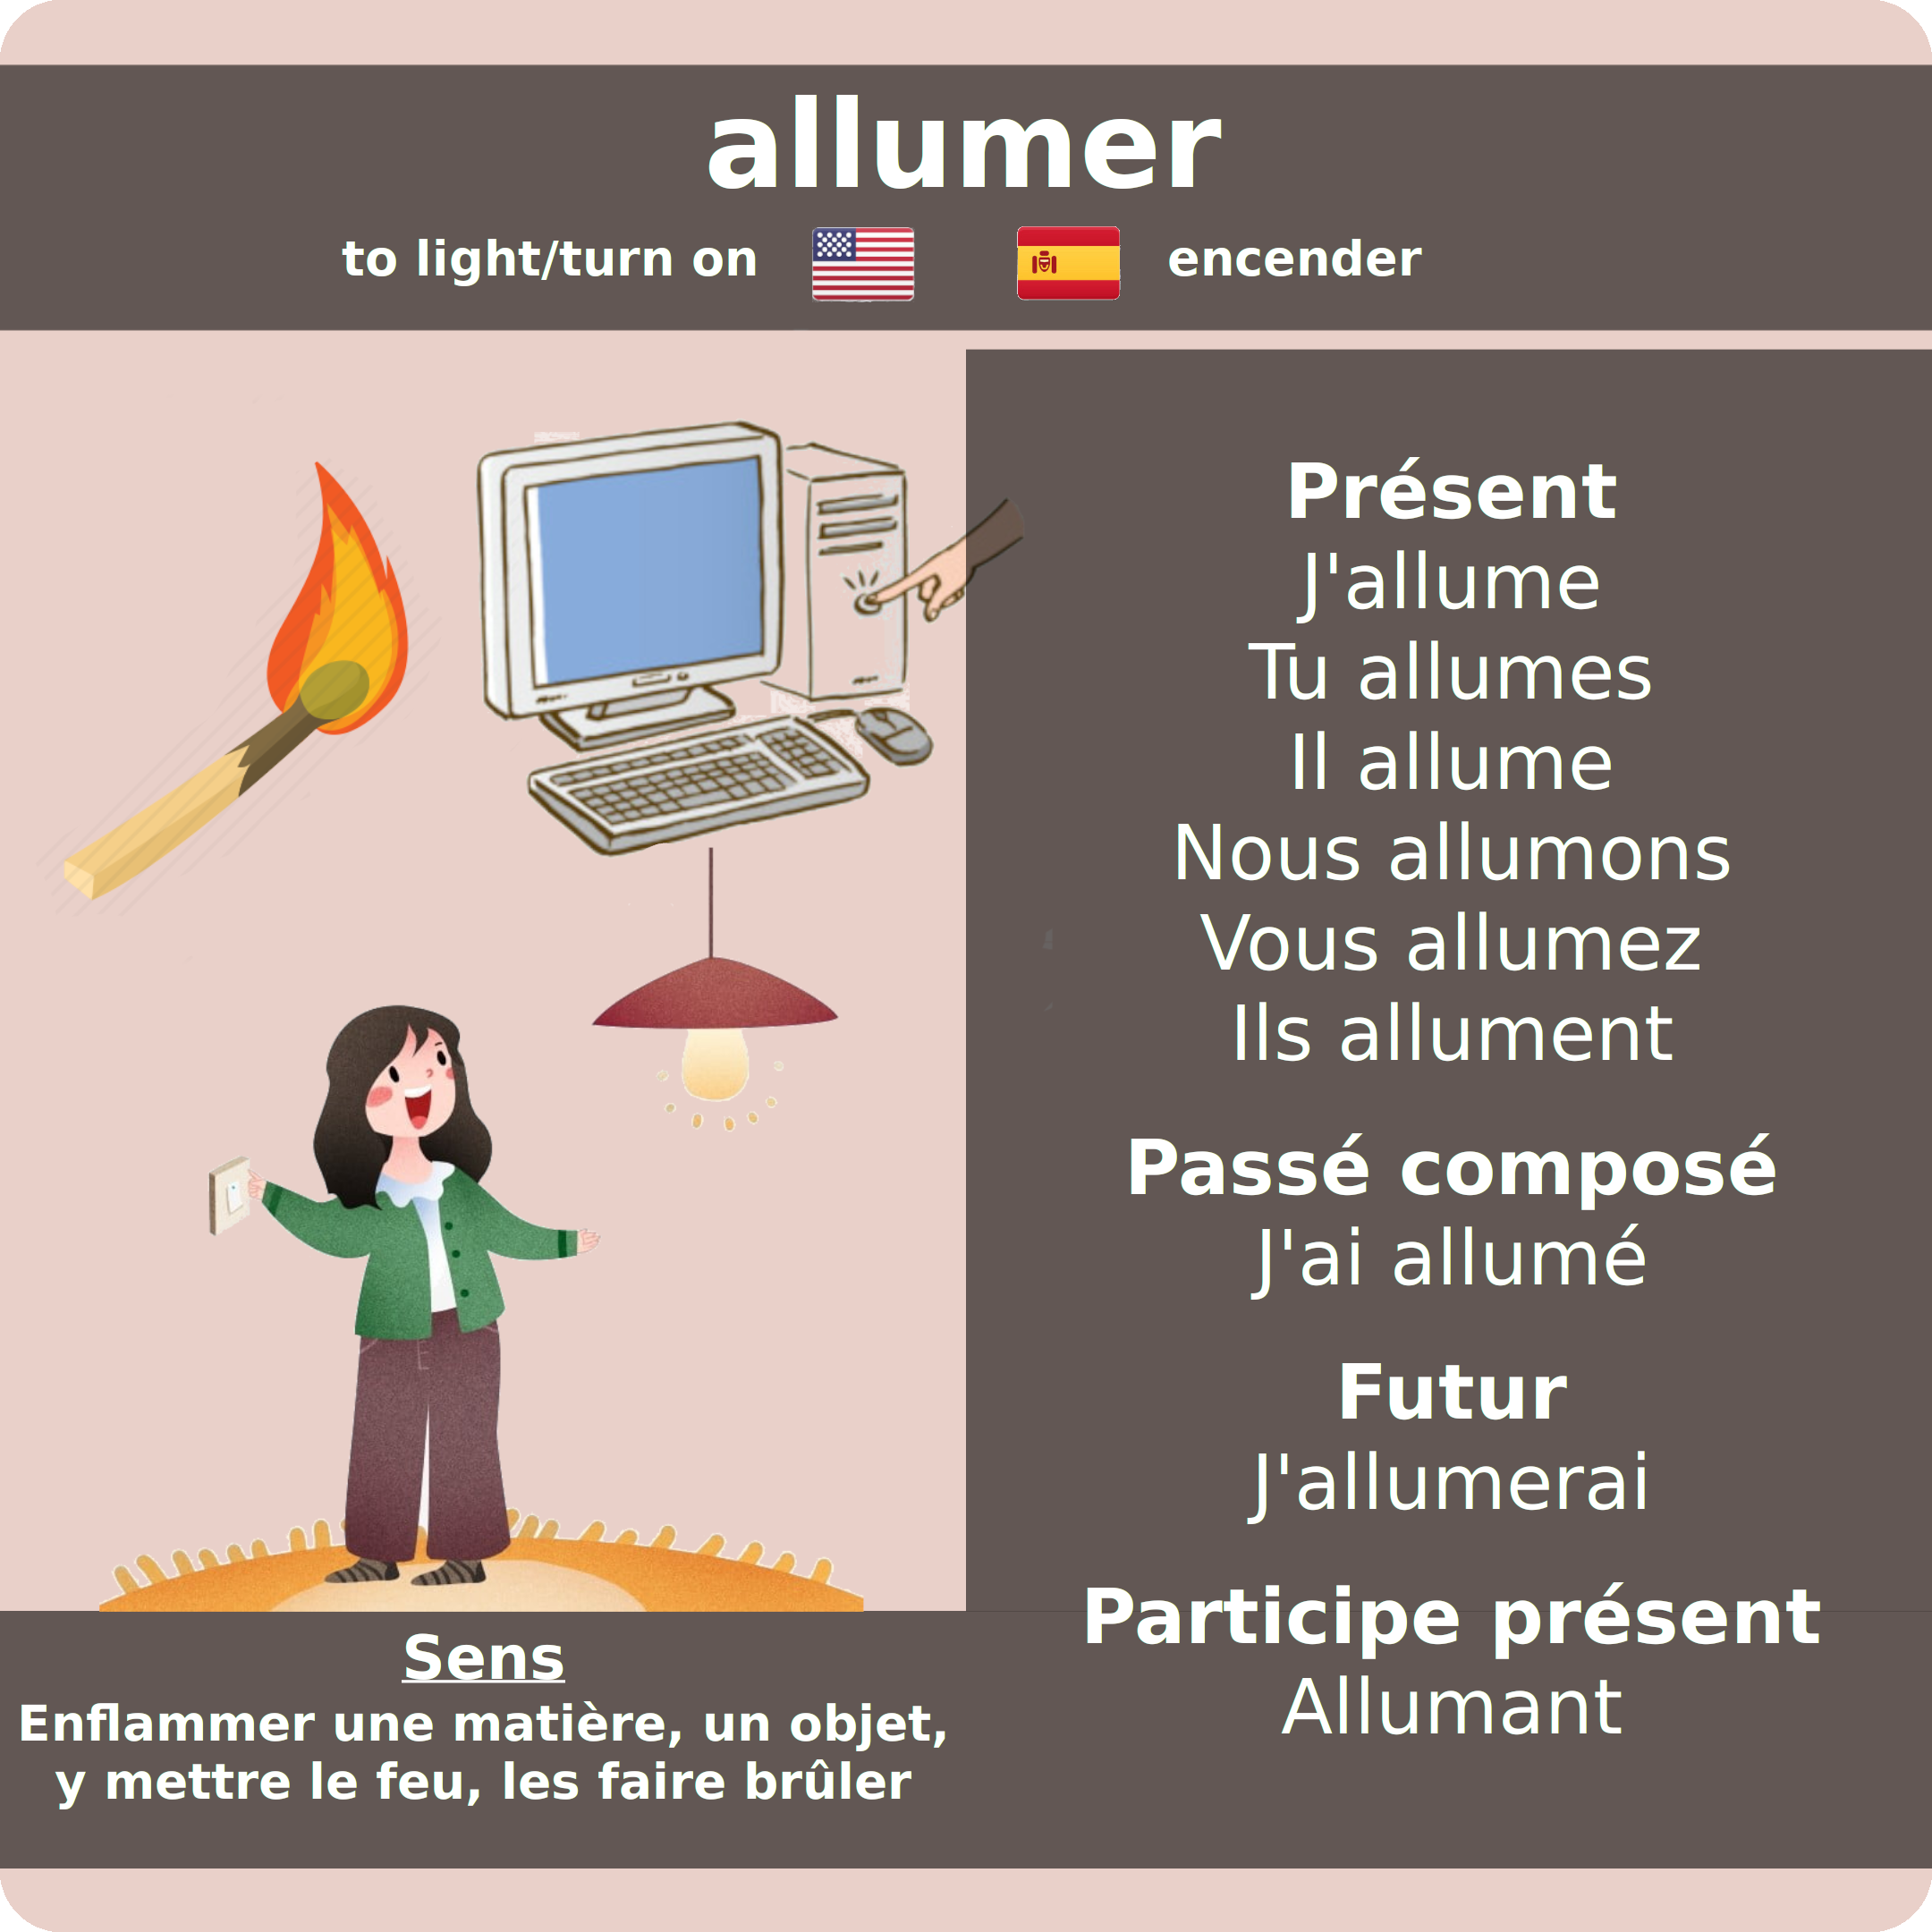 allumer
to light/turn on
encender
Présent
J'allume
Tu allumes
Il allume
Nous allumons
Vous allumez
Ils allument
Passé composé
J'ai allumé
Futur
J'allumerai
Participe présent
Allumant
Sens
Enflammer une matière, un objet,
y mettre le feu, les faire brûler